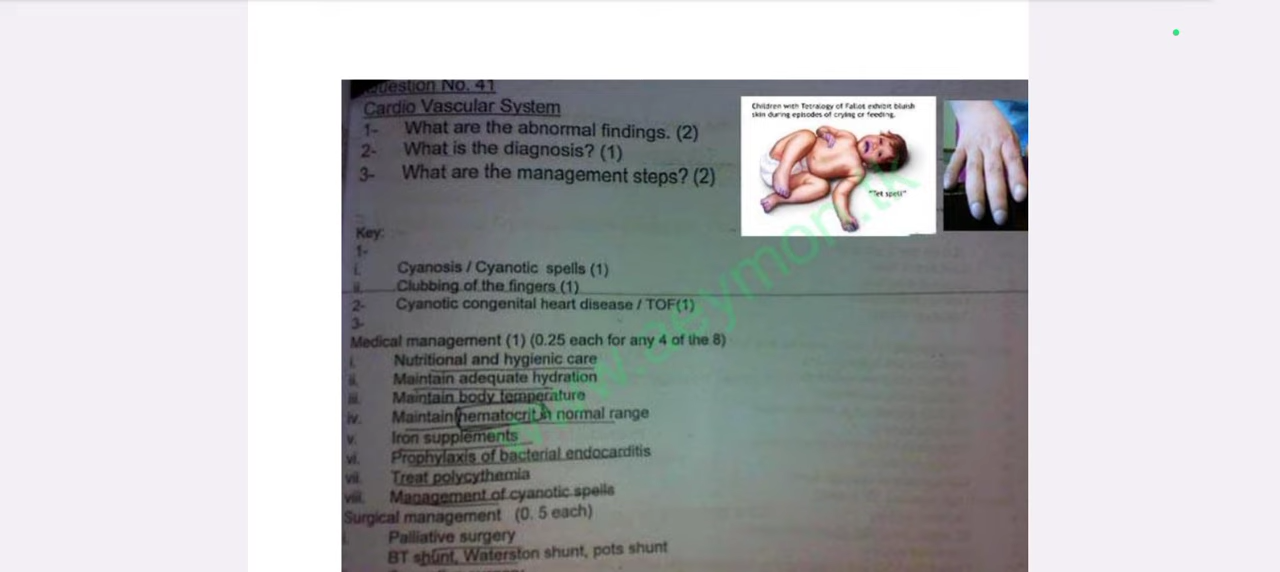 Question No. 41
Cardio Vascular System
1- What are the abnormal findings. (2)
2- What is the diagnosis? (1)
3- What are the management steps? (2)
Children with Tetralogy of Fallot exhibit bluish
skin during episodes of crying or feeding.
"Tet spell"
Key:
1-
i. Cyanosis / Cyanotic spells (1)
ii. Clubbing of the fingers (1)
2- Cyanotic congenital heart disease / TOF(1)
3-
Medical management (1) (0.25 each for any 4 of the 8)
i. Nutritional and hygienic care
ii. Maintain adequate hydration
iii. Maintain body temperature
iv. Maintain hematocrit in normal range
v. Iron supplements
vi. Prophylaxis of bacterial endocarditis
vii. Treat polycythemia
viii. Management of cyanotic spells
Surgical management (0. 5 each)
i. Palliative surgery
BT shunt, Waterston shunt, pots shunt